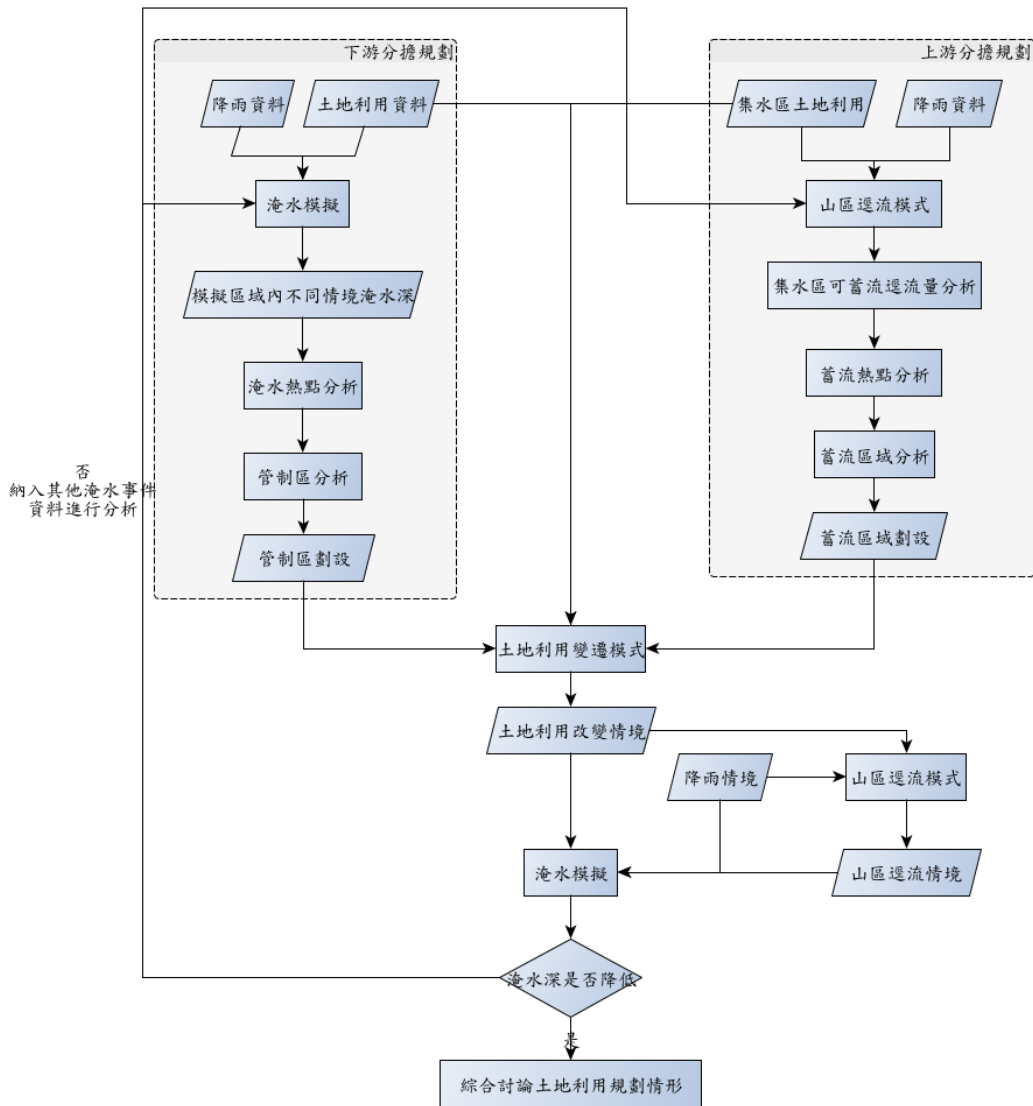 下游分擔規劃
降雨資料
土地利用資料
淹水模擬
模擬區域內不同情境淹水深
淹水熱點分析
管制區分析
管制區劃設
上游分擔規劃
集水區土地利用
降雨資料
山區逕流模式
集水區可蓄流逕流量分析
蓄流熱點分析
蓄流區域分析
蓄流區域劃設
否
納入其他淹水事件
資料進行分析
土地利用變遷模式
土地利用改變情境
降雨情境
山區逕流模式
山區逕流情境
淹水模擬
淹水深是否降低
是
綜合討論土地利用規劃情形